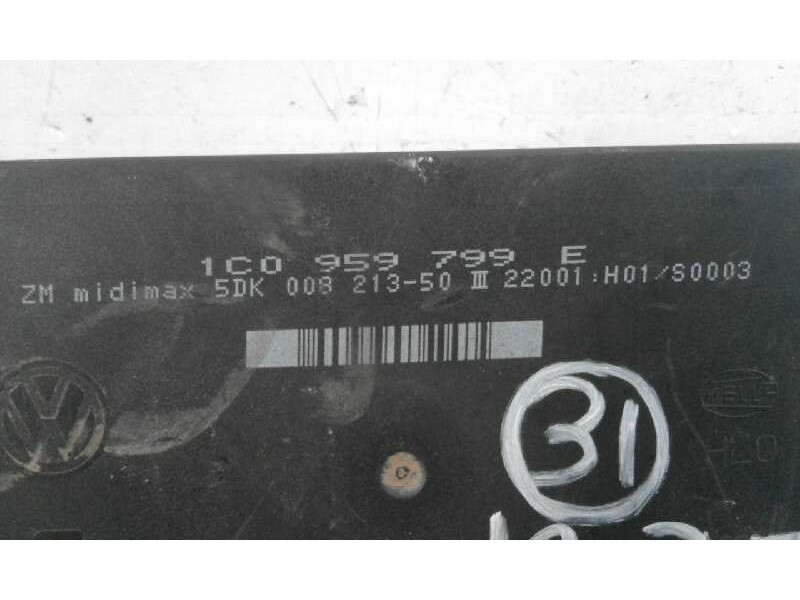 1C0 959 799 E
ZM midimax 5DK 008 213-50 III 22001:H01/S0003
31
HELLA